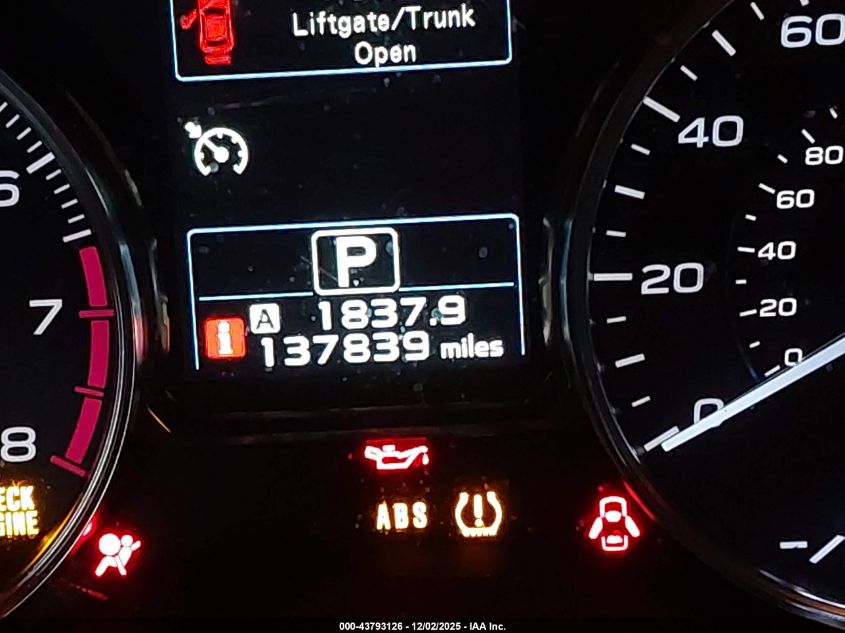 Liftgate/Trunk
Open
P
A 1837.9
i 137839 miles
6
7
8
60
40
20
0
80
60
40
20
0
ECK
GINE
ABS
000-43793126 - 12/02/2025 - IAA Inc.